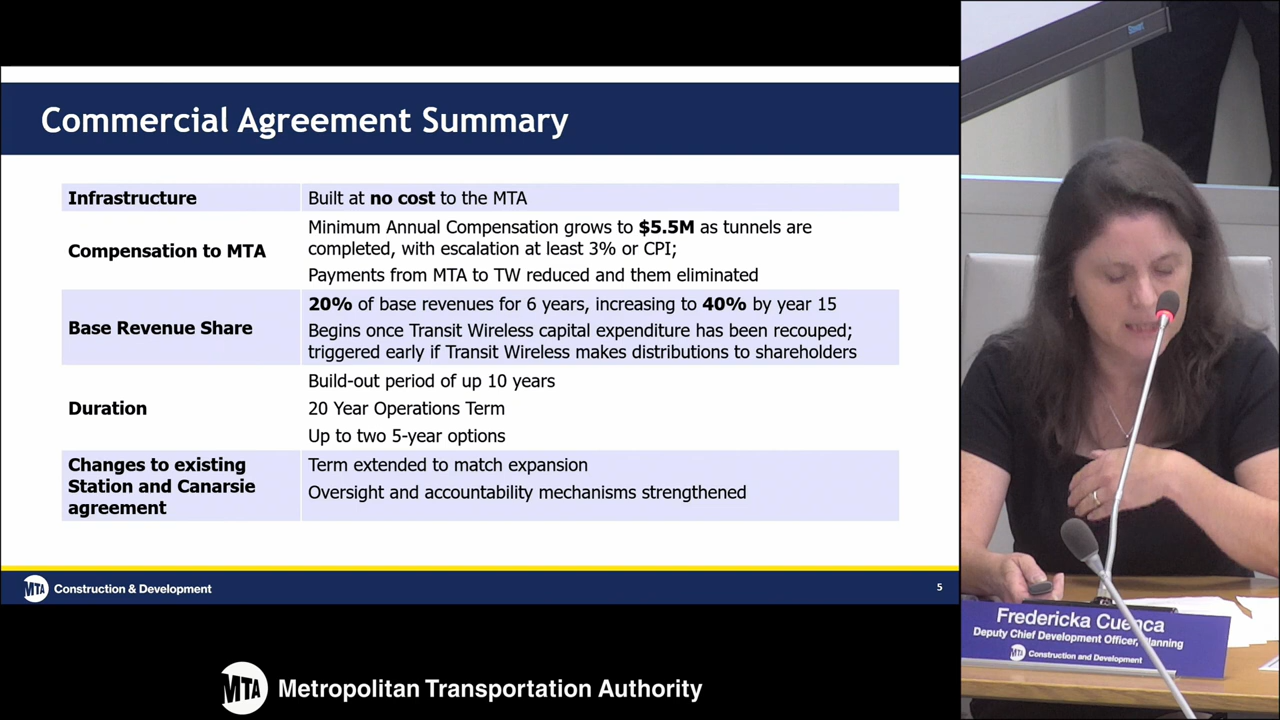 Commercial Agreement Summary
Infrastructure
Built at no cost to the MTA
Compensation to MTA
Minimum Annual Compensation grows to $5.5M as tunnels are
completed, with escalation at least 3% or CPI;
Payments from MTA to TW reduced and them eliminated
Base Revenue Share
20% of base revenues for 6 years, increasing to 40% by year 15
Begins once Transit Wireless capital expenditure has been recouped;
triggered early if Transit Wireless makes distributions to shareholders
Duration
Build-out period of up 10 years
20 Year Operations Term
Up to two 5-year options
Changes to existing
Station and Canarsie
agreement
Term extended to match expansion
Oversight and accountability mechanisms strengthened
MTA Construction & Development
5
MTA Metropolitan Transportation Authority
Fredericka Cuenca
Deputy Chief Development Officer, Planning
MTA Construction and Development